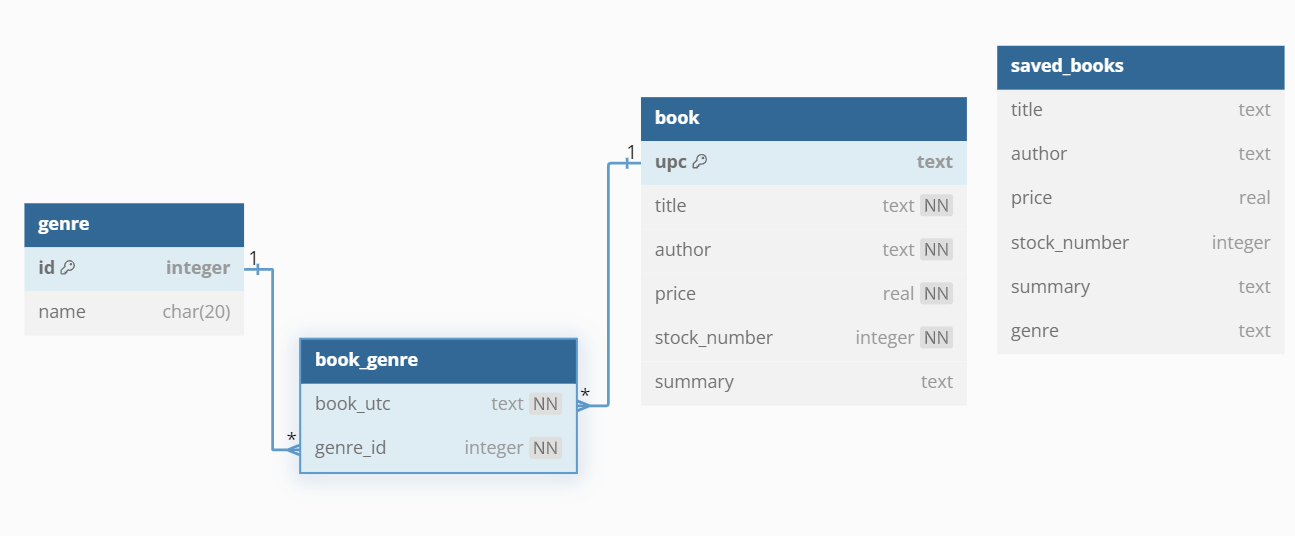 genre
id integer
name char(20)
1
*
book_genre
book_utc text NN
genre_id integer NN
*
1
book
upc text
title text NN
author text NN
price real NN
stock_number integer NN
summary text
saved_books
title text
author text
price real
stock_number integer
summary text
genre text